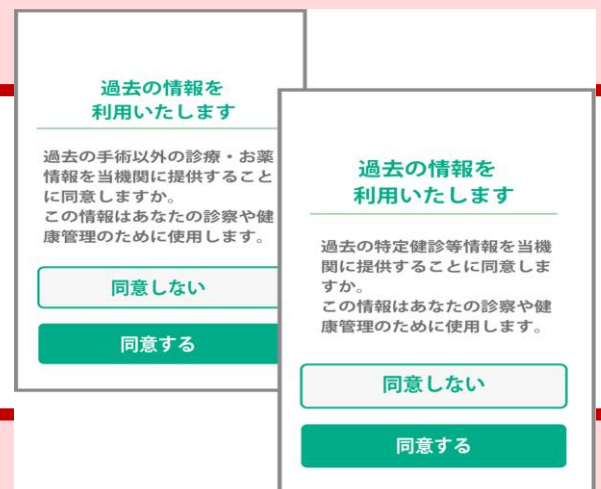 過去の情報を
利用いたします
過去の手術以外の診療・お薬
情報を当機関に提供すること
に同意しますか。
この情報はあなたの診察や健
康管理のために使用します。
同意しない
同意する
過去の情報を
利用いたします
過去の特定健診等情報を当機
関に提供することに同意しま
すか。
この情報はあなたの診察や健
康管理のために使用します。
同意しない
同意する